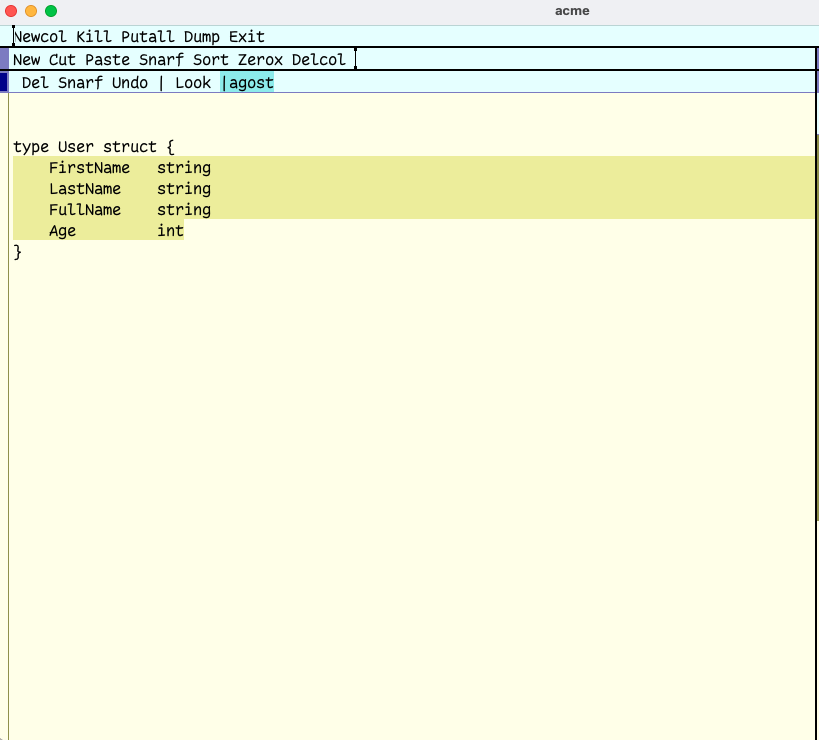 acme
Newcol Kill Putall Dump Exit
New Cut Paste Snarf Sort Zerox Delcol
Del Snarf Undo | Look |agost
type User struct {
    FirstName   string
    LastName    string
    FullName    string
    Age         int
}